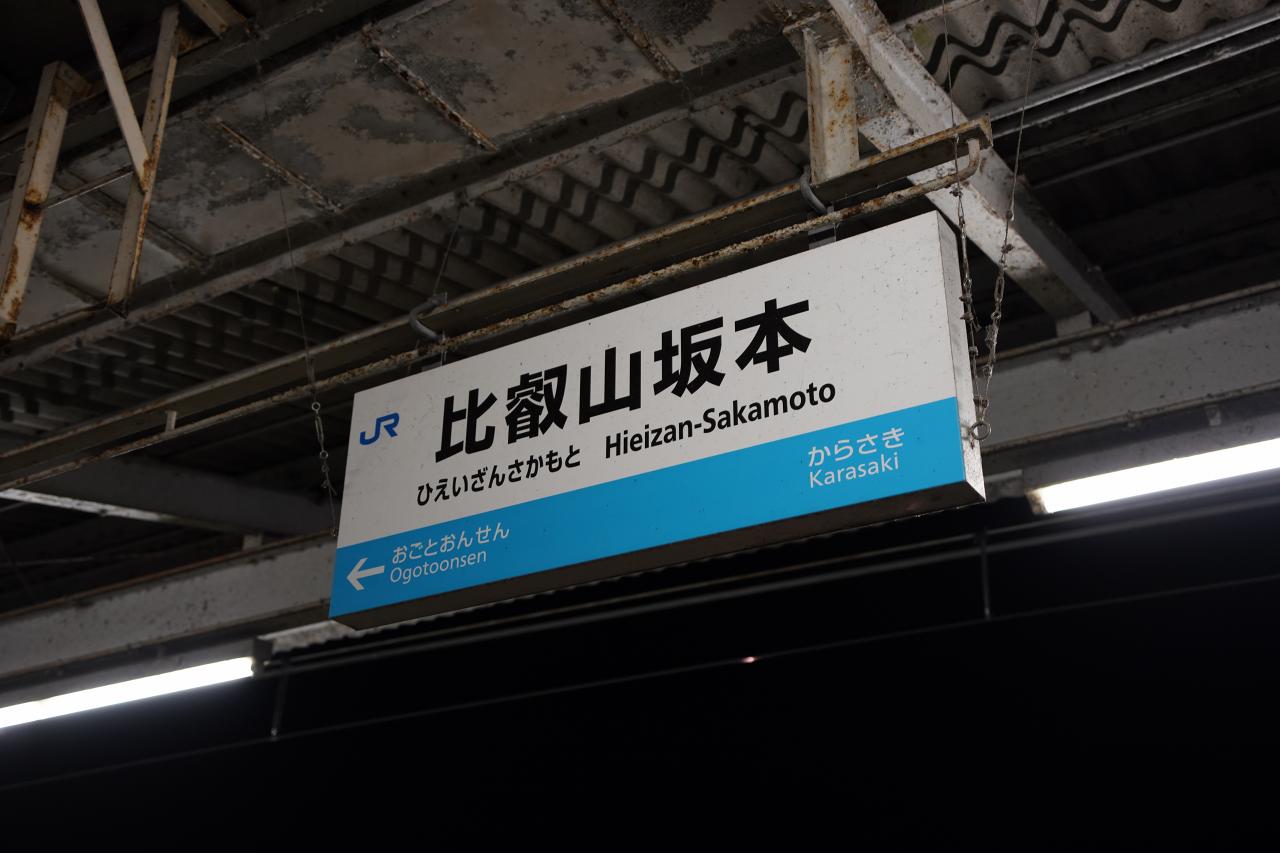 JR
比叡山坂本
ひえいざんさかもと Hieizan-Sakamoto
からさき
Karasaki
おごとおんせん
Ogotoonsen